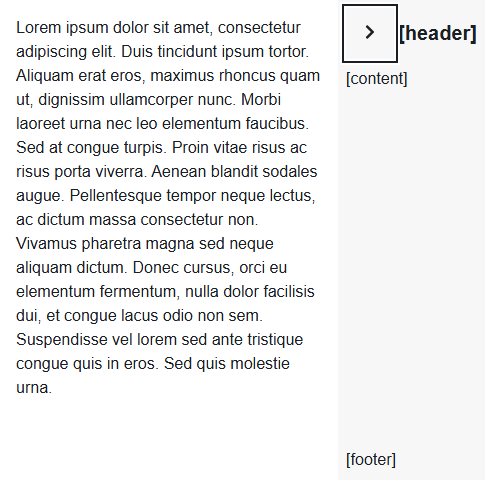 Lorem ipsum dolor sit amet, consectetur
adipiscing elit. Duis tincidunt ipsum tortor.
Aliquam erat eros, maximus rhoncus quam
ut, dignissim ullamcorper nunc. Morbi
laoreet urna nec leo elementum faucibus.
Sed at congue turpis. Proin vitae risus ac
risus porta viverra. Aenean blandit sodales
augue. Pellentesque tempor neque lectus,
ac dictum massa consectetur non.
Vivamus pharetra magna sed neque
aliquam dictum. Donec cursus, orci eu
elementum fermentum, nulla dolor facilisis
dui, et congue lacus odio non sem.
Suspendisse vel lorem sed ante tristique
congue quis in eros. Sed quis molestie
urna.
[header]
[content]
[footer]